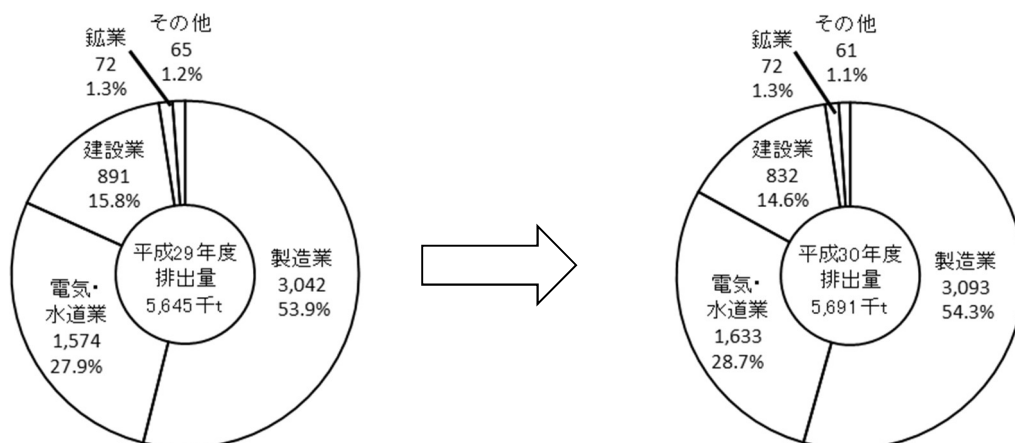 鉱業
72
1.3%
その他
65
1.2%
建設業
891
15.8%
電気・
水道業
1,574
27.9%
平成29年度
排出量
5,645千t
製造業
3,042
53.9%
鉱業
72
1.3%
その他
61
1.1%
建設業
832
14.6%
電気・
水道業
1,633
28.7%
平成30年度
排出量
5,691千t
製造業
3,093
54.3%